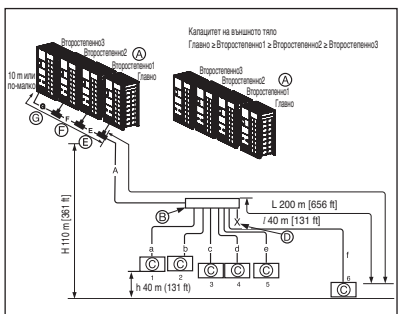 Второстепенно3
Второстепенно2
Второстепенно1
Главно
A
Капацитет на външното тяло
Главно ≥ Второстепенно1 ≥ Второстепенно2 ≥ Второстепенно3
Второстепенно3
Второстепенно2
Второстепенно1
Главно
A
10 m или
по-малко
G
F
E
G
F
E
A
H 110 m [361 ft]
L 200 m [656 ft]
l 40 m [131 ft]
B
D
a
b
c
d
e
f
C
C
C
C
C
C
1
2
3
4
5
6
h 40 m (131 ft)